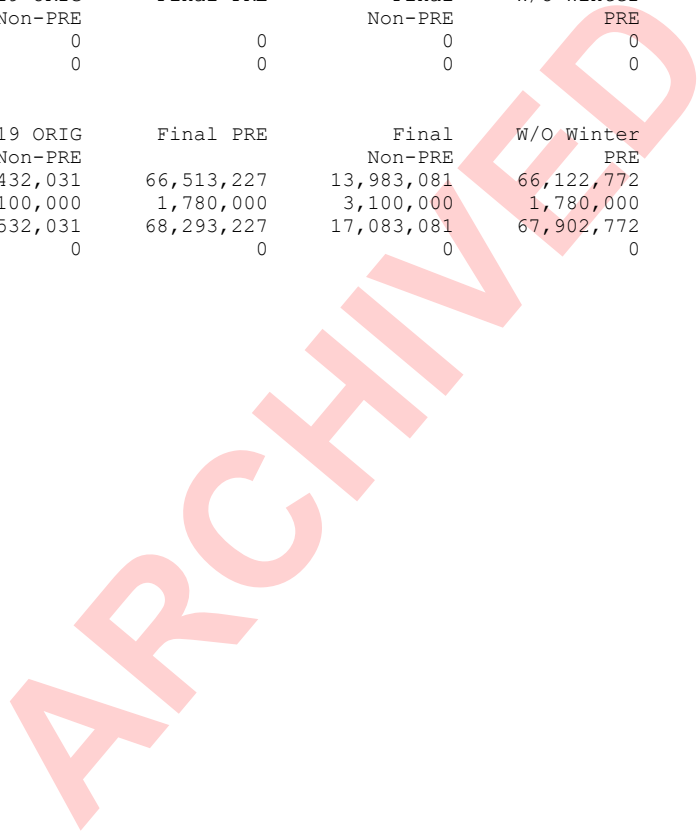 Non-PRE Non-PRE PRE
0 0 0 0
0 0 0 0
19 ORIG Final PRE Final W/O Winter
Non-PRE Non-PRE PRE
432,031 66,513,227 13,983,081 66,122,772
100,000 1,780,000 3,100,000 1,780,000
532,031 68,293,227 17,083,081 67,902,772
0 0 0 0
ARCHIVED